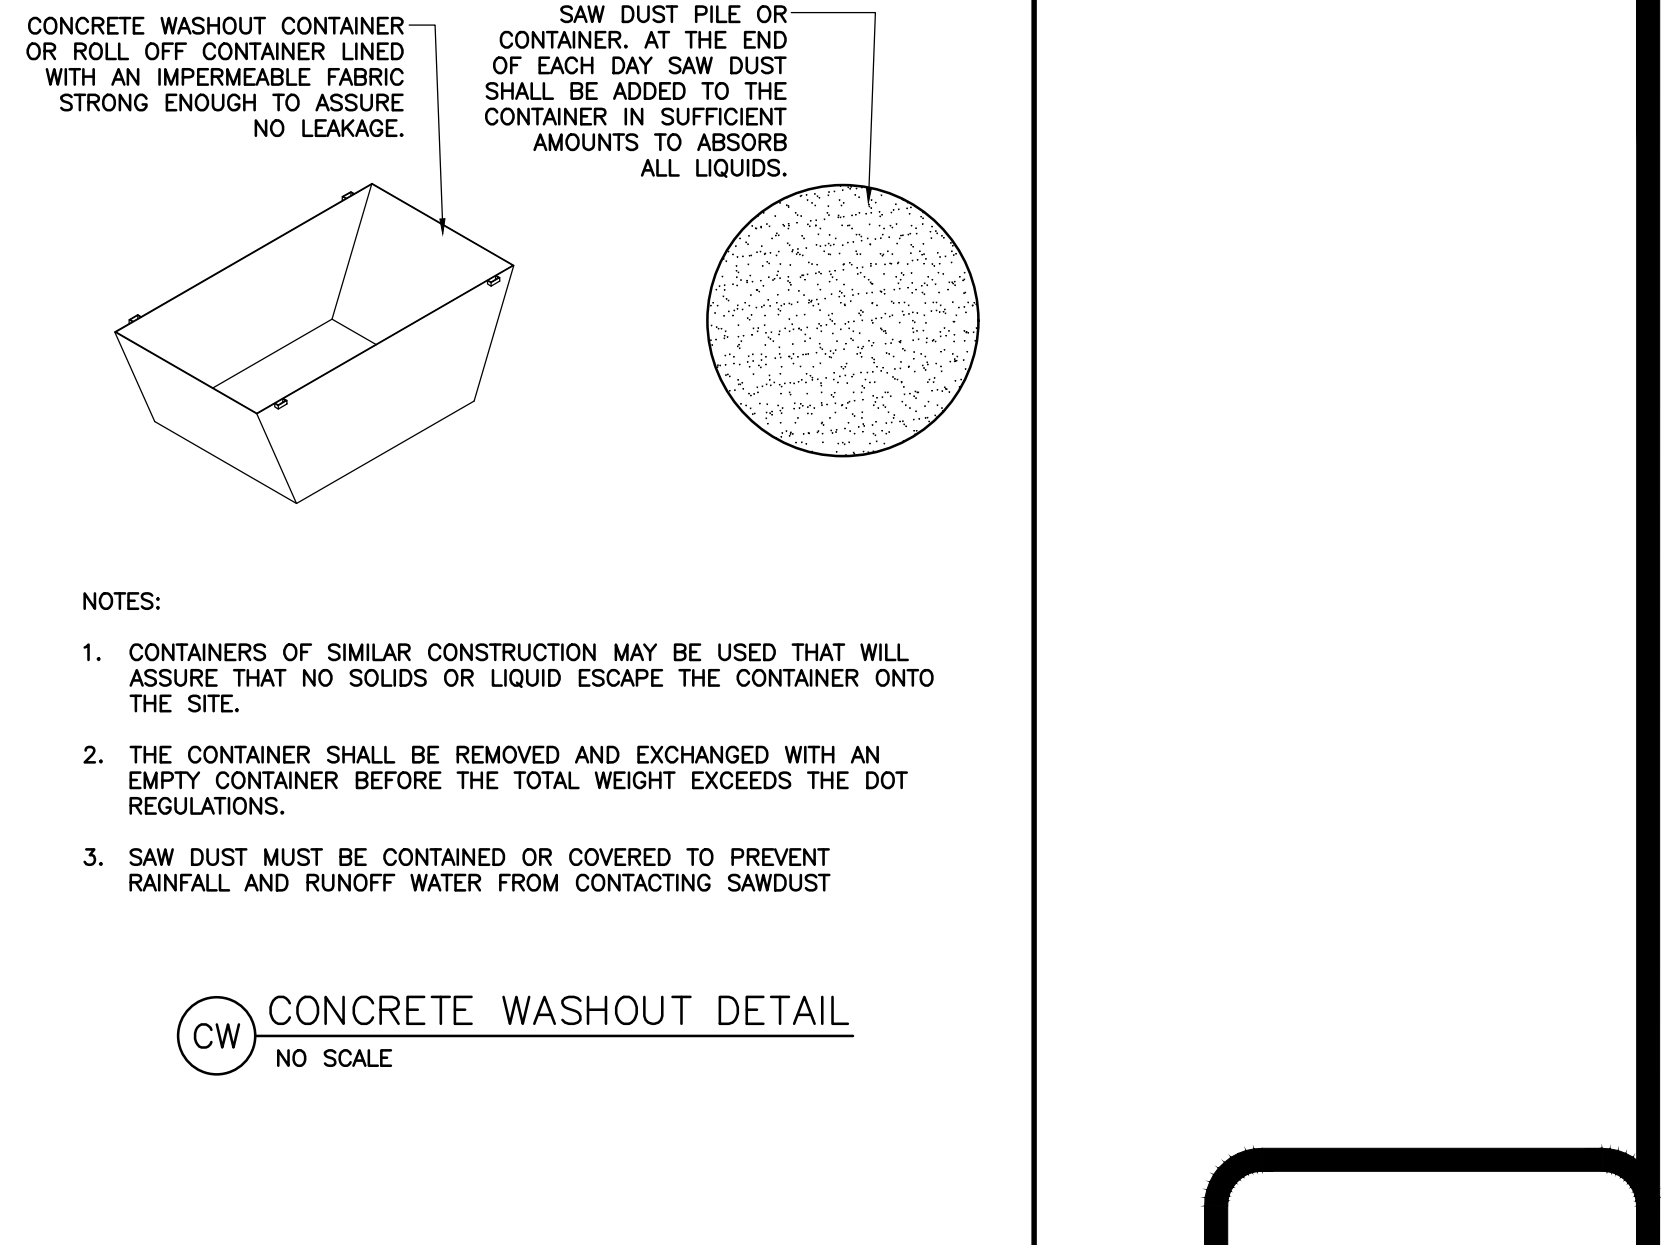 CONCRETE WASHOUT CONTAINER
OR ROLL OFF CONTAINER LINED
WITH AN IMPERMEABLE FABRIC
STRONG ENOUGH TO ASSURE
NO LEAKAGE.
SAW DUST PILE OR
CONTAINER. AT THE END
OF EACH DAY SAW DUST
SHALL BE ADDED TO THE
CONTAINER IN SUFFICIENT
AMOUNTS TO ABSORB
ALL LIQUIDS.
NOTES:
1. CONTAINERS OF SIMILAR CONSTRUCTION MAY BE USED THAT WILL
ASSURE THAT NO SOLIDS OR LIQUID ESCAPE THE CONTAINER ONTO
THE SITE.
2. THE CONTAINER SHALL BE REMOVED AND EXCHANGED WITH AN
EMPTY CONTAINER BEFORE THE TOTAL WEIGHT EXCEEDS THE DOT
REGULATIONS.
3. SAW DUST MUST BE CONTAINED OR COVERED TO PREVENT
RAINFALL AND RUNOFF WATER FROM CONTACTING SAWDUST
CW
CONCRETE WASHOUT DETAIL
NO SCALE